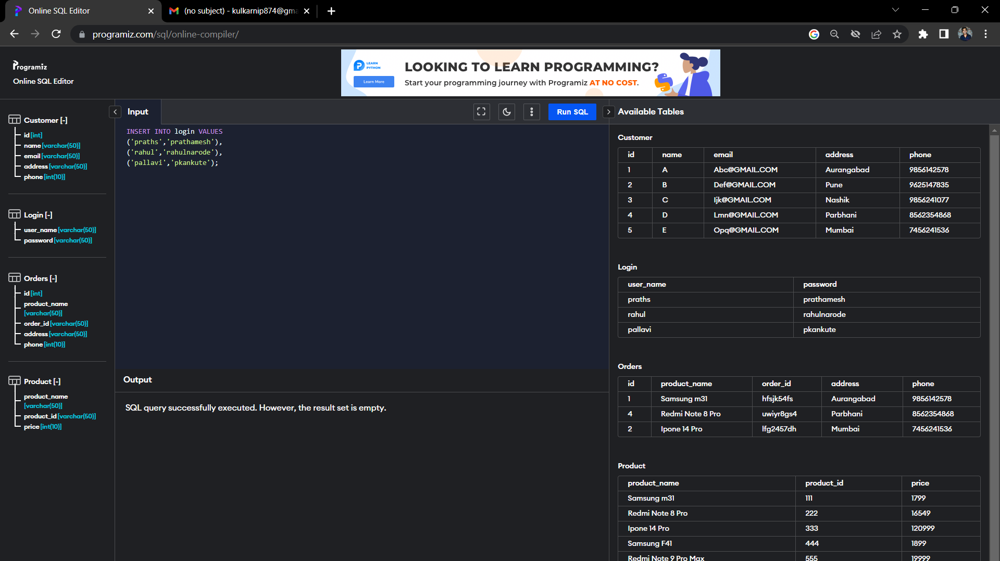 Online SQL Editor
(no subject) - kulkarnip874@gma
programiz.com/sql/online-compiler/
Programiz
Online SQL Editor
LEARN PYTHON
Learn More
LOOKING TO LEARN PROGRAMMING?
Start your programming journey with Programiz AT NO COST.
Customer [-]
id [int]
name [varchar(50)]
email [varchar(50)]
address [varchar(50)]
phone [int(10)]
Login [-]
user_name [varchar(50)]
password [varchar(50)]
Orders [-]
id [int]
product_name
[varchar(50)]
order_id [varchar(50)]
address [varchar(50)]
phone [int(10)]
Product [-]
product_name
[varchar(50)]
product_id [varchar(50)]
price [int(10)]
Input
Run SQL
INSERT INTO login VALUES
('praths','prathamesh'),
('rahul','rahulnarode'),
('pallavi','pkankute');
Output
SQL query successfully executed. However, the result set is empty.
Available Tables
Customer
id name email address phone
1 A Abc@GMAIL.COM Aurangabad 9856142578
2 B Def@GMAIL.COM Pune 9625147835
3 C Ijk@GMAIL.COM Nashik 9856241077
4 D Lmn@GMAIL.COM Parbhani 8562354868
5 E Opq@GMAIL.COM Mumbai 7456241536
Login
user_name password
praths prathamesh
rahul rahulnarode
pallavi pkankute
Orders
id product_name order_id address phone
1 Samsung m31 hfsjk54fs Aurangabad 9856142578
4 Redmi Note 8 Pro uwiyr8gs4 Parbhani 8562354868
2 Ipone 14 Pro lfg2457dh Mumbai 7456241536
Product
product_name product_id price
Samsung m31 111 1799
Redmi Note 8 Pro 222 16549
Ipone 14 Pro 333 120999
Samsung F41 444 1899
Redmi Note 9 Pro Max 555 19999